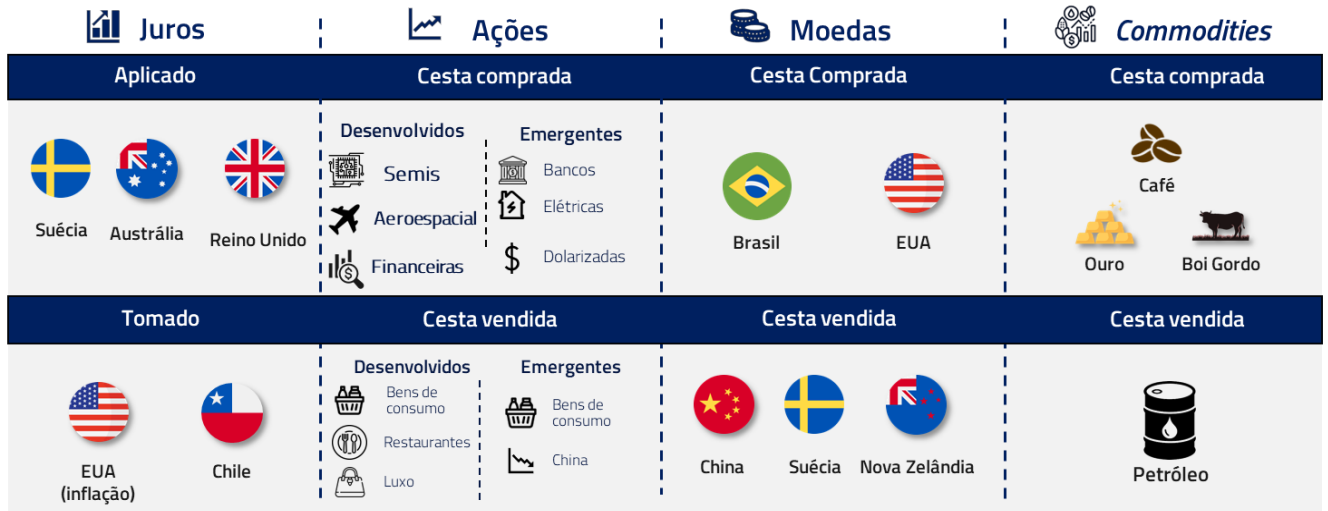 Juros
Ações
Moedas
Commodities
Aplicado
Cesta comprada
Cesta Comprada
Cesta comprada
Suécia
Austrália
Reino Unido
Desenvolvidos
Semis
Aeroespacial
Financeiras
Emergentes
Bancos
Elétricas
Dolarizadas
Brasil
EUA
Café
Ouro
Boi Gordo
Tomado
Cesta vendida
Cesta vendida
Cesta vendida
EUA
(inflação)
Chile
Desenvolvidos
Bens de
consumo
Restaurantes
Luxo
Emergentes
Bens de
consumo
China
China
Suécia
Nova Zelândia
Petróleo